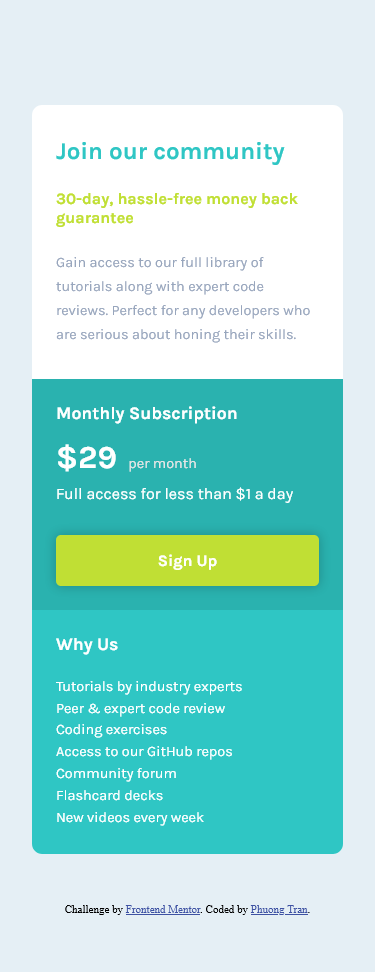 Join our community
30-day, hassle-free money back
guarantee
Gain access to our full library of
tutorials along with expert code
reviews. Perfect for any developers who
are serious about honing their skills.
Monthly Subscription
$29 per month
Full access for less than $1 a day
Sign Up
Why Us
Tutorials by industry experts
Peer & expert code review
Coding exercises
Access to our GitHub repos
Community forum
Flashcard decks
New videos every week
Challenge by Frontend Mentor. Coded by Phuong Tran.